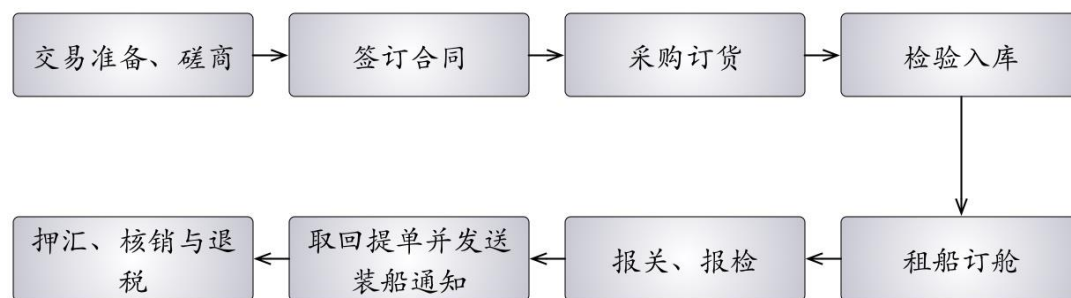 交易准备、磋商
签订合同
采购订货
检验入库
租船订舱
报关、报检
取回提单并发送
装船通知
押汇、核销与退
税